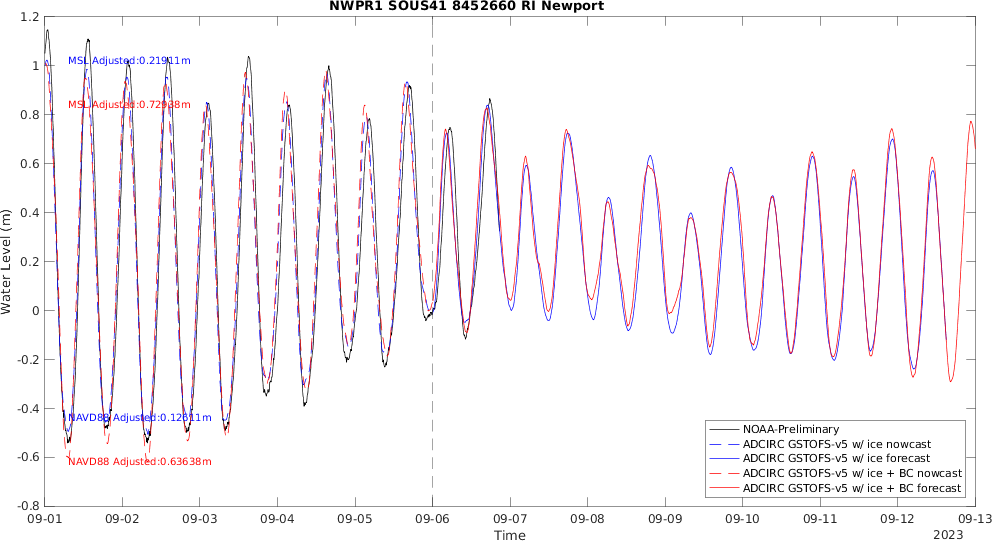 NWPR1 SOUS41 8452660 RI Newport
1.2
1
0.8
0.6
0.4
0.2
0
-0.2
-0.4
-0.6
-0.8
Water Level (m)
MSL Adjusted:0.21911m
MSL Adjusted:0.72938m
NAVD88 Adjusted:0.12611m
NAVD88 Adjusted:0.63638m
NOAA-Preliminary
ADCIRC GSTOFS-v5 w/ ice nowcast
ADCIRC GSTOFS-v5 w/ ice forecast
ADCIRC GSTOFS-v5 w/ ice + BC nowcast
ADCIRC GSTOFS-v5 w/ ice + BC forecast
09-01 09-02 09-03 09-04 09-05 09-06 09-07 09-08 09-09 09-10 09-11 09-12 09-13
Time
2023